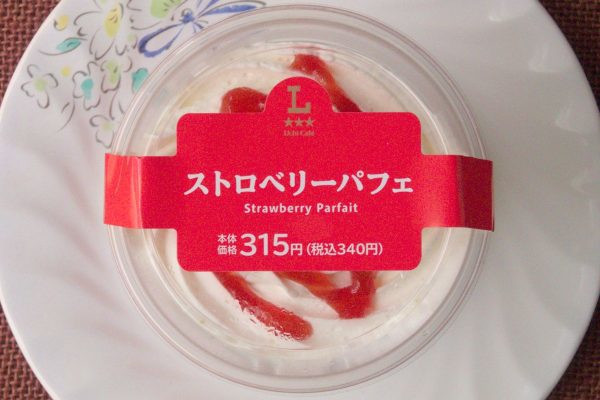 L
★★★
Uchi Café
ストロベリーパフェ
Strawberry Parfait
本体価格 315円 (税込340円)